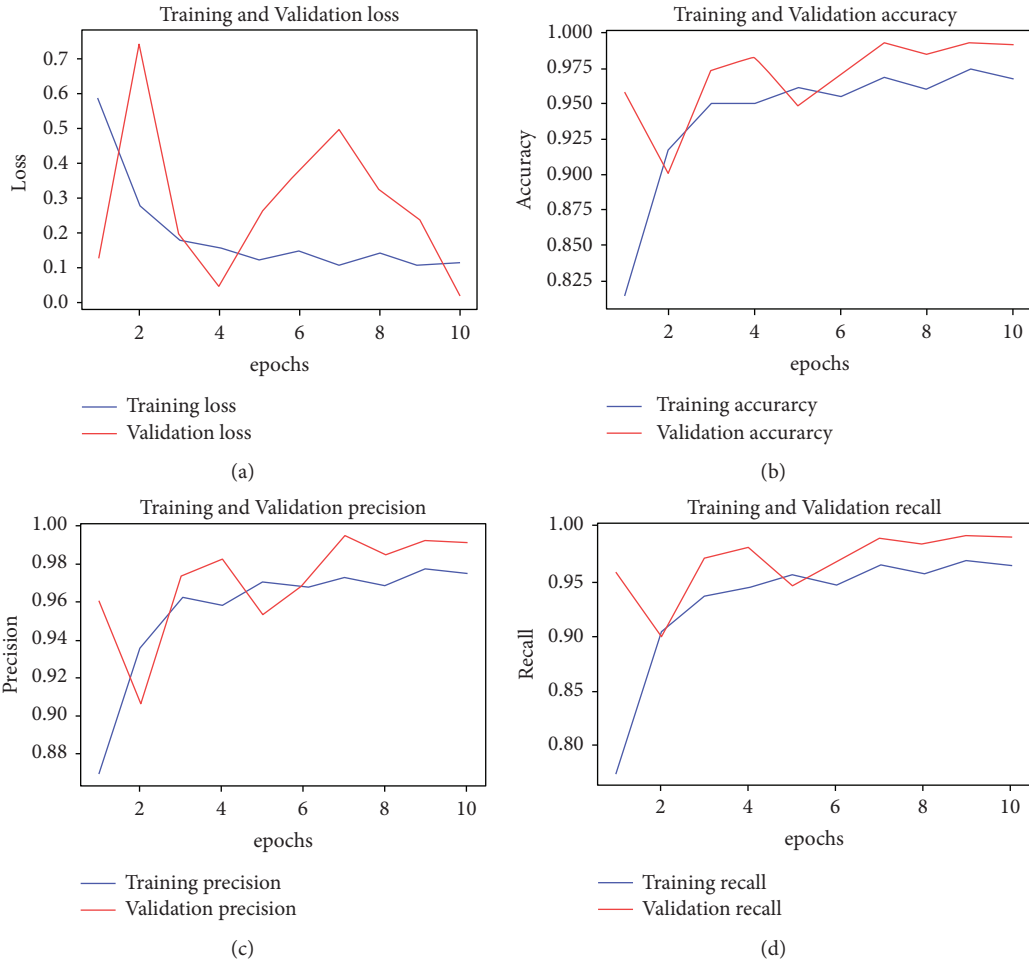 Training and Validation loss
Loss
0.7
0.6
0.5
0.4
0.3
0.2
0.1
0.0
2 4 6 8 10
epochs
Training loss
Validation loss
(a)
Training and Validation accuracy
Accuracy
1.000
0.975
0.950
0.925
0.900
0.875
0.850
0.825
2 4 6 8 10
epochs
Training accurarcy
Validation accurarcy
(b)
Training and Validation precision
Precision
1.00
0.98
0.96
0.94
0.92
0.90
0.88
2 4 6 8 10
epochs
Training precision
Validation precision
(c)
Training and Validation recall
Recall
1.00
0.95
0.90
0.85
0.80
2 4 6 8 10
epochs
Training recall
Validation recall
(d)